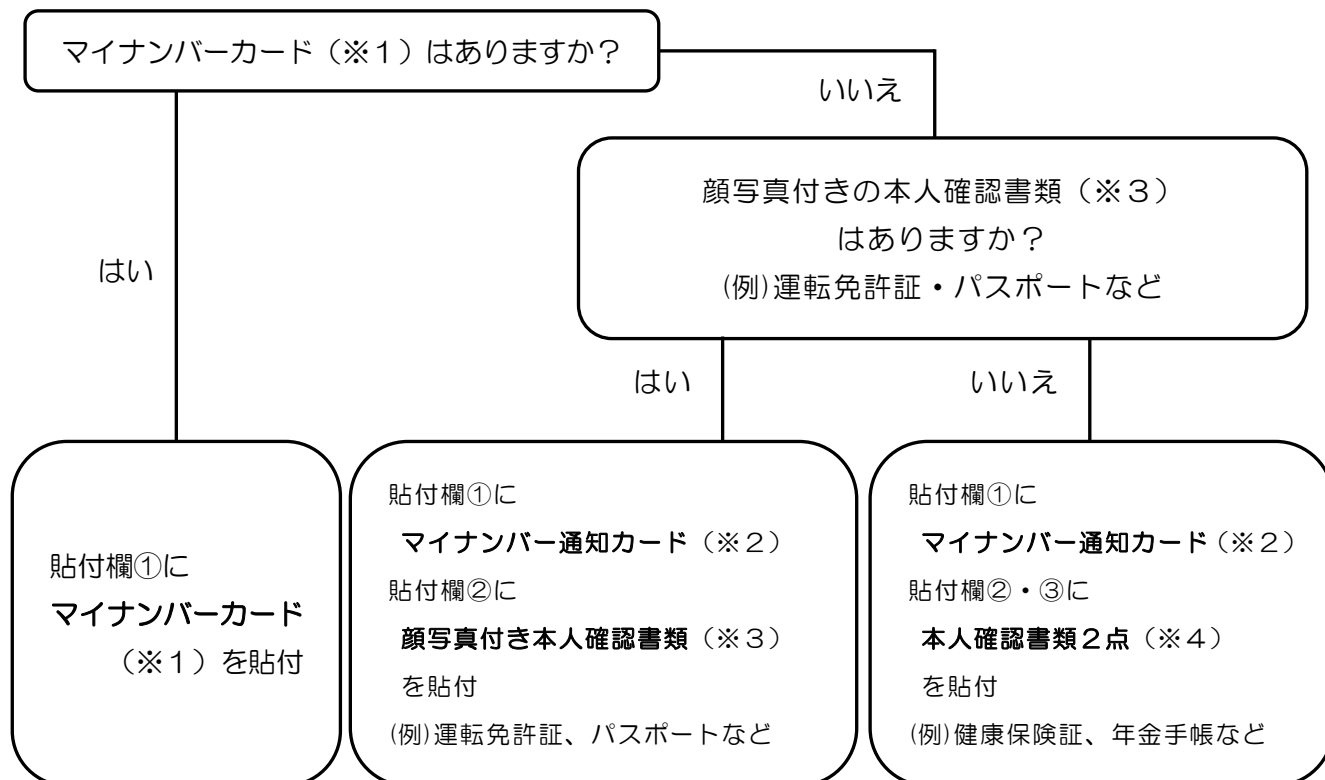 マイナンバーカード（※１）はありますか？
いいえ
顔写真付きの本人確認書類（※３）
はありますか？
(例)運転免許証・パスポートなど
はい
はい
いいえ
貼付欄①に
マイナンバーカード
（※１）を貼付
貼付欄①に
マイナンバー通知カード（※２）
貼付欄②に
顔写真付き本人確認書類（※３）
を貼付
(例)運転免許証、パスポートなど
貼付欄①に
マイナンバー通知カード（※２）
貼付欄②・③に
本人確認書類２点（※４）
を貼付
(例)健康保険証、年金手帳など